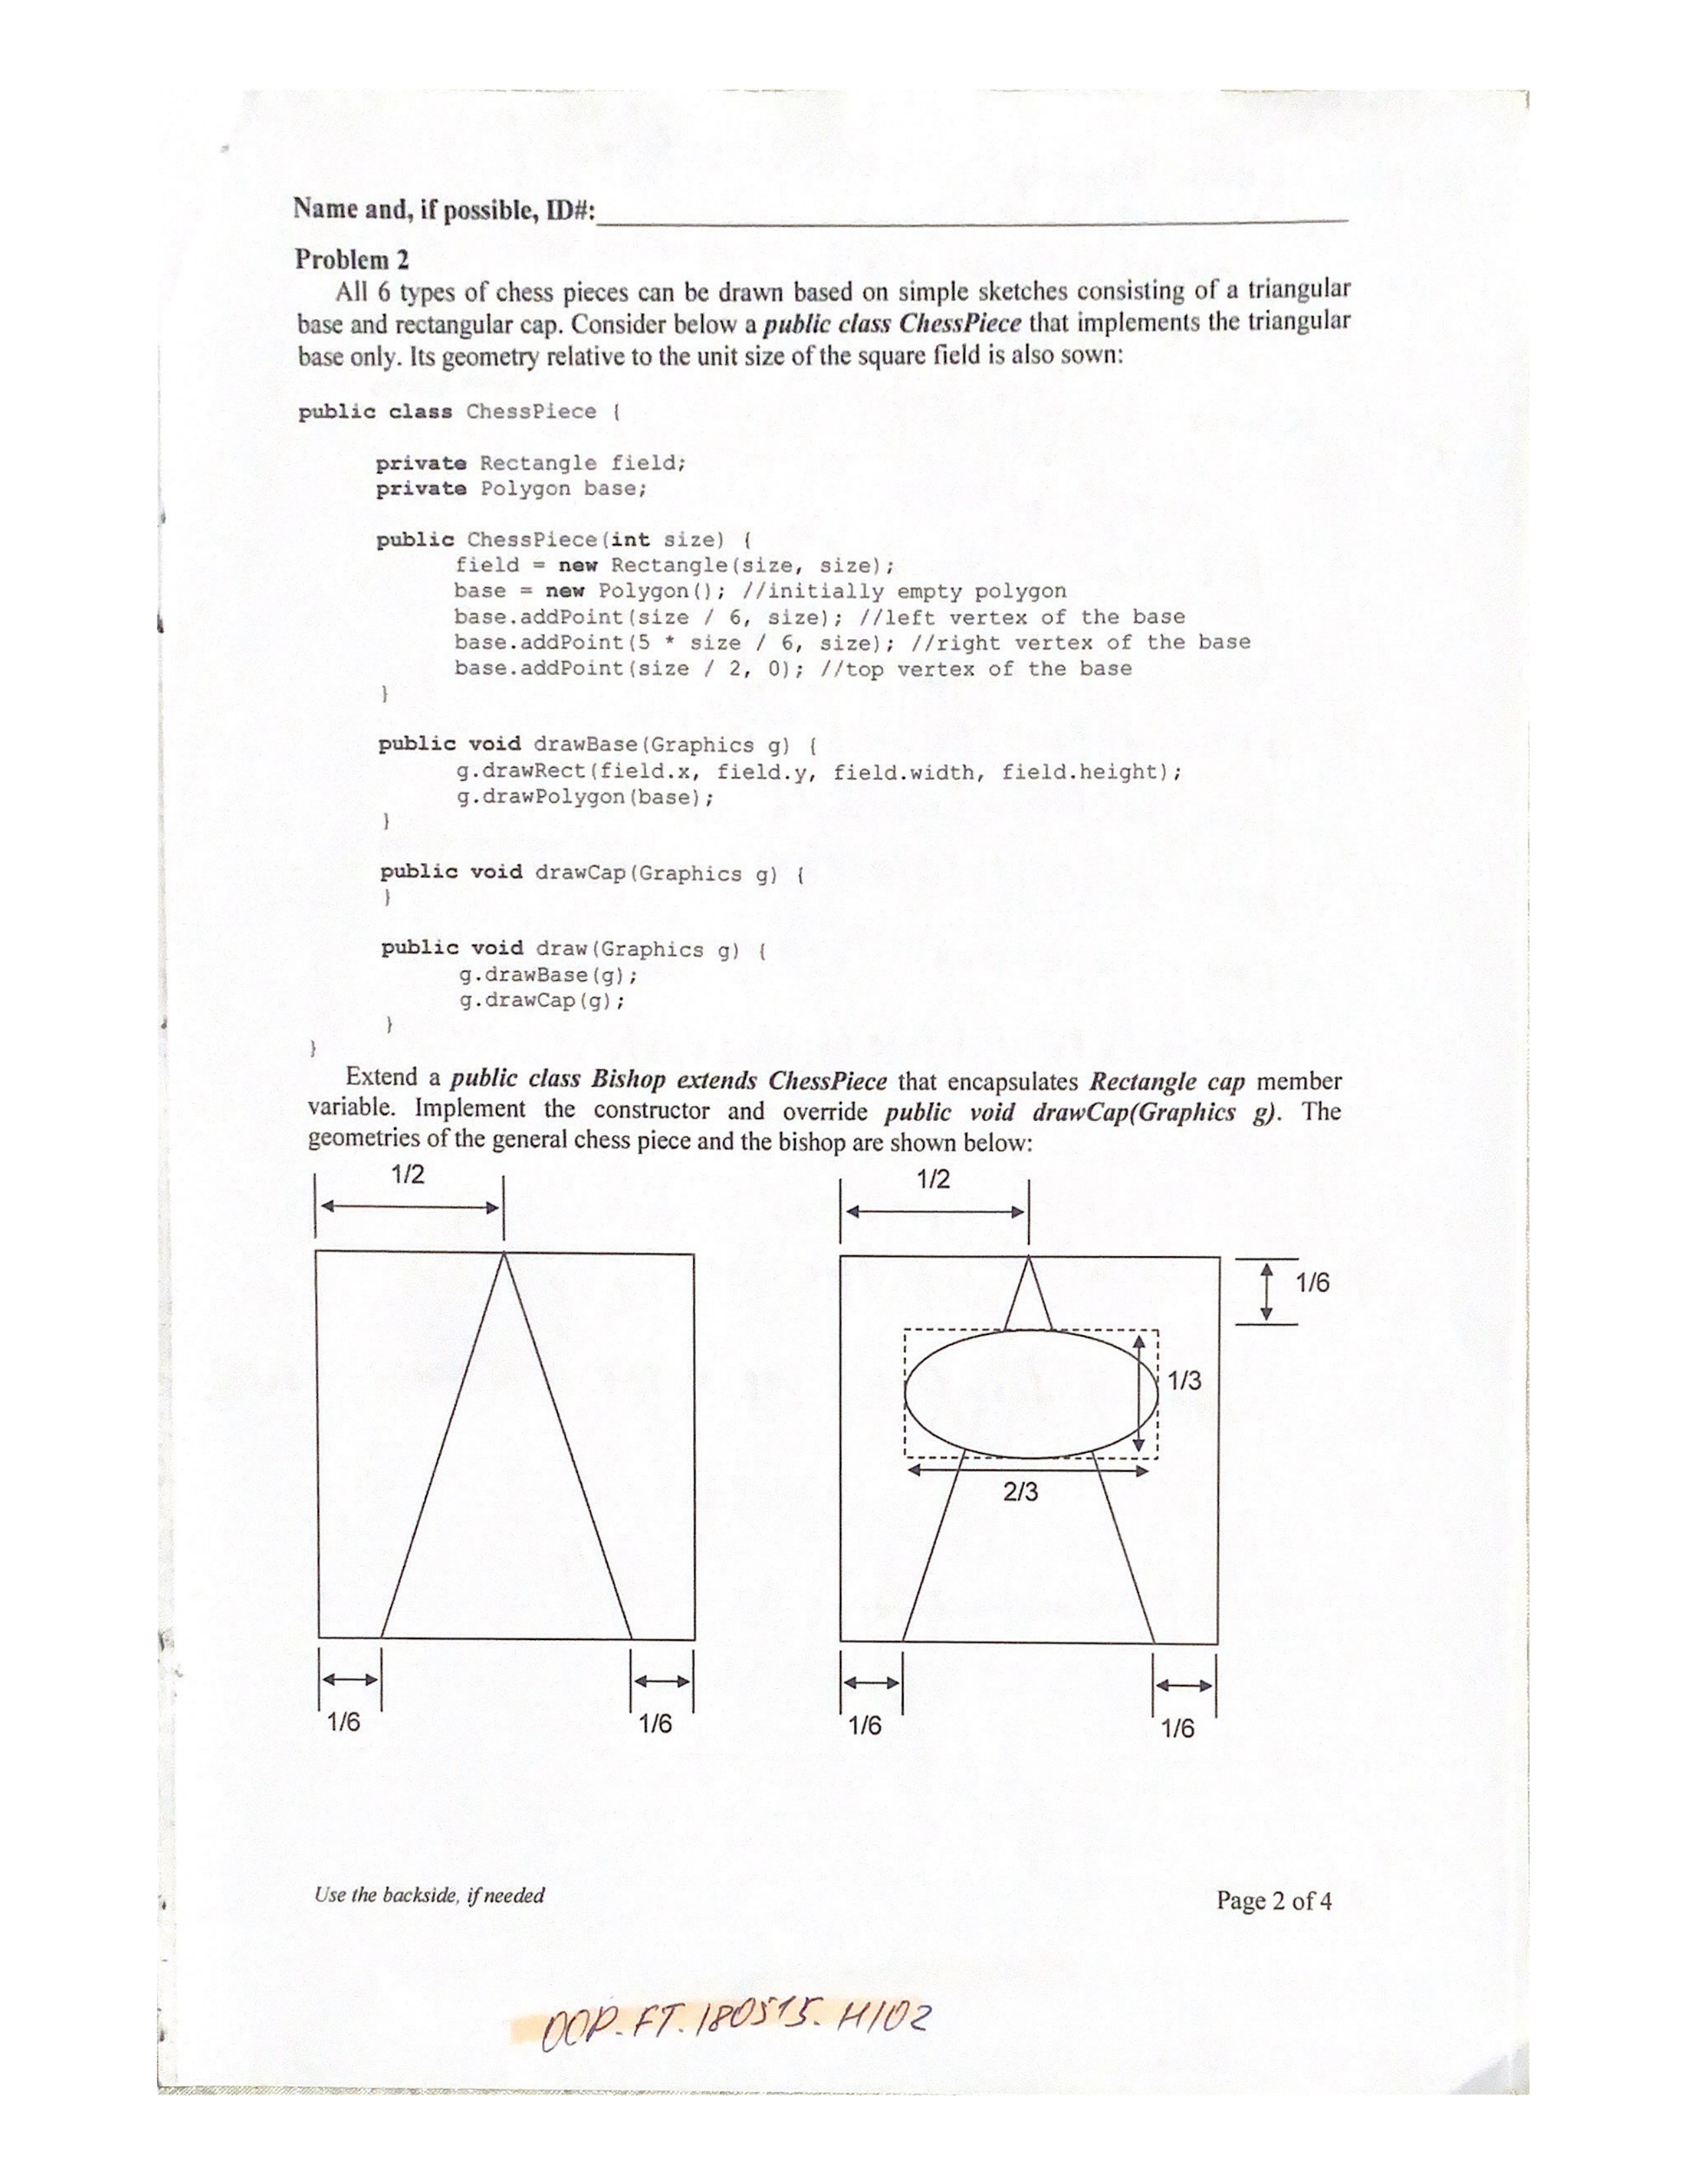 Name and, if possible, ID#:
Problem 2
All 6 types of chess pieces can be drawn based on simple sketches consisting of a triangular
base and rectangular cap. Consider below a public class ChessPiece that implements the triangular
base only. Its geometry relative to the unit size of the square field is also sown:
public class ChessPiece {
private Rectangle field;
private Polygon base;
public ChessPiece(int size) {
field = new Rectangle(size, size);
base = new Polygon(); //initially empty polygon
base.addPoint(size / 6, size); //left vertex of the base
base.addPoint(5 * size / 6, size); //right vertex of the base
base.addPoint(size / 2, 0); //top vertex of the base
}
public void drawBase(Graphics g) {
g.drawRect(field.x, field.y, field.width, field.height);
g.drawPolygon(base);
}
public void drawCap(Graphics g) {
}
public void draw(Graphics g) {
g.drawBase(g);
g.drawCap(g);
}
}
Extend a public class Bishop extends ChessPiece that encapsulates Rectangle cap member
variable. Implement the constructor and override public void drawCap(Graphics g). The
geometries of the general chess piece and the bishop are shown below:
1/2
1/2
1/6
1/3
2/3
1/6
1/6
1/6
1/6
Use the backside, if needed
Page 2 of 4
OOP.FT.180515.H102